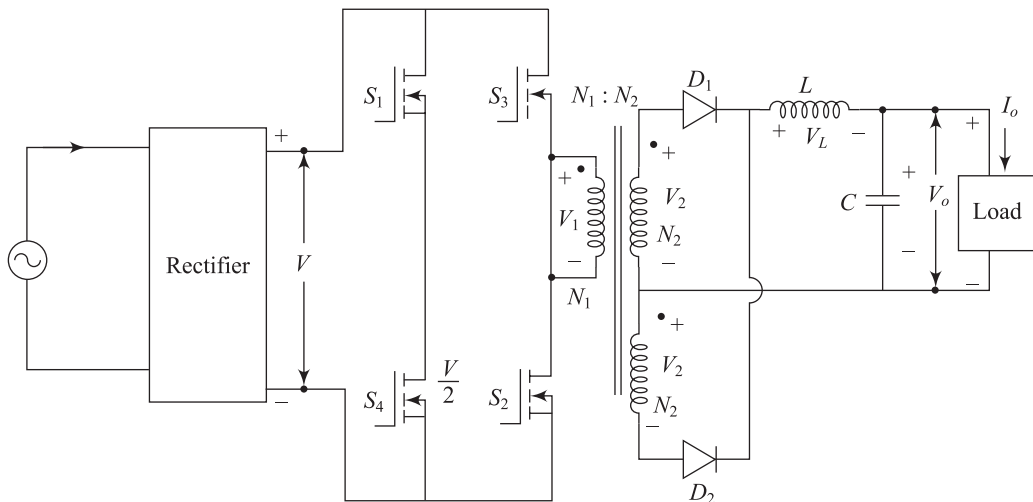 S1
S3
N1 : N2
D1
L
Io
+
+
+
VL
−
+
+
+
V1
V2
N2
−
−
N1
C
+
−
Vo
Load
−
Rectifier
V
−
S4
V/2
S2
+
V2
N2
−
D2